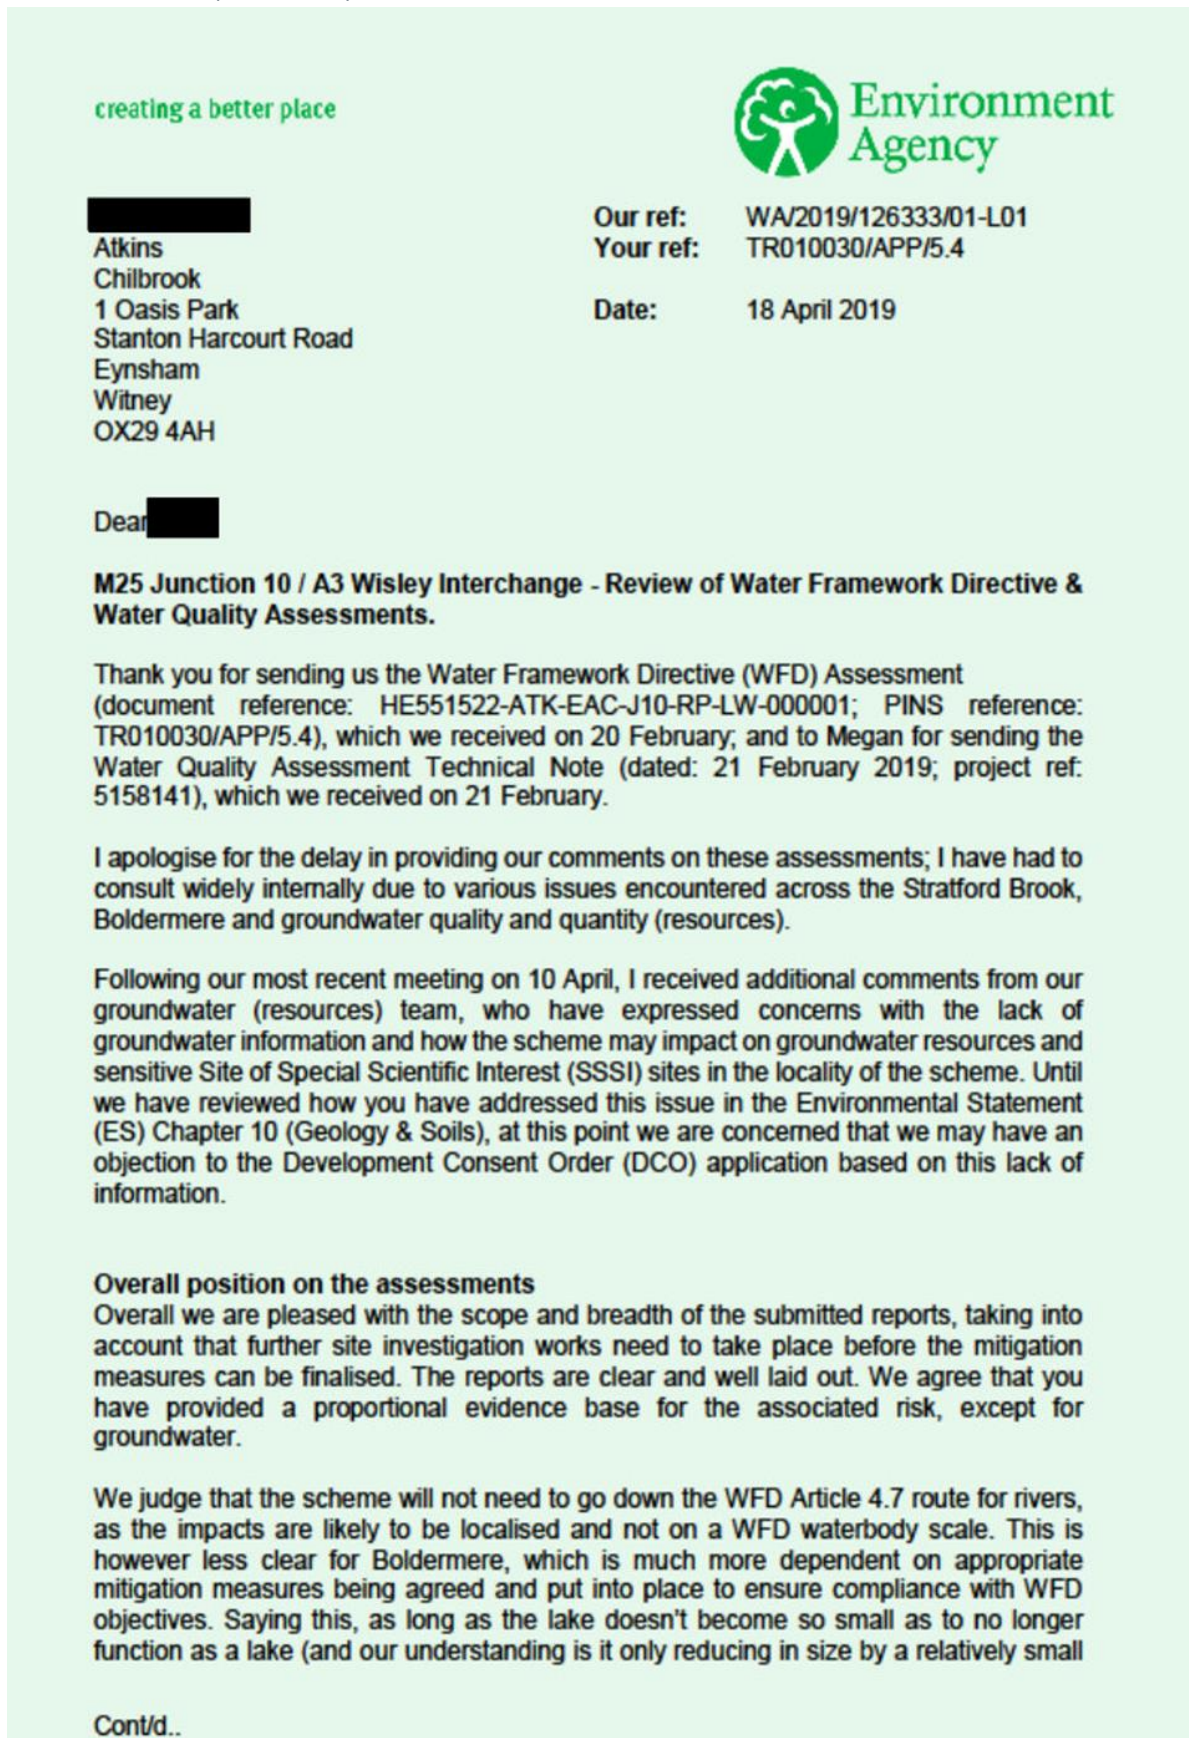 creating a better place
Environment
Agency
Atkins
Chilbrook
1 Oasis Park
Stanton Harcourt Road
Eynsham
Witney
OX29 4AH
Our ref: WA/2019/126333/01-L01
Your ref: TR010030/APP/5.4
Date: 18 April 2019
Dear
M25 Junction 10 / A3 Wisley Interchange - Review of Water Framework Directive &
Water Quality Assessments.
Thank you for sending us the Water Framework Directive (WFD) Assessment
(document reference: HE551522-ATK-EAC-J10-RP-LW-000001; PINS reference:
TR010030/APP/5.4), which we received on 20 February; and to Megan for sending the
Water Quality Assessment Technical Note (dated: 21 February 2019; project ref:
5158141), which we received on 21 February.
I apologise for the delay in providing our comments on these assessments; I have had to
consult widely internally due to various issues encountered across the Stratford Brook,
Boldermere and groundwater quality and quantity (resources).
Following our most recent meeting on 10 April, I received additional comments from our
groundwater (resources) team, who have expressed concerns with the lack of
groundwater information and how the scheme may impact on groundwater resources and
sensitive Site of Special Scientific Interest (SSSI) sites in the locality of the scheme. Until
we have reviewed how you have addressed this issue in the Environmental Statement
(ES) Chapter 10 (Geology & Soils), at this point we are concerned that we may have an
objection to the Development Consent Order (DCO) application based on this lack of
information.
Overall position on the assessments
Overall we are pleased with the scope and breadth of the submitted reports, taking into
account that further site investigation works need to take place before the mitigation
measures can be finalised. The reports are clear and well laid out. We agree that you
have provided a proportional evidence base for the associated risk, except for
groundwater.
We judge that the scheme will not need to go down the WFD Article 4.7 route for rivers,
as the impacts are likely to be localised and not on a WFD waterbody scale. This is
however less clear for Boldermere, which is much more dependent on appropriate
mitigation measures being agreed and put into place to ensure compliance with WFD
objectives. Saying this, as long as the lake doesn't become so small as to no longer
function as a lake (and our understanding is it only reducing in size by a relatively small
Cont/d..